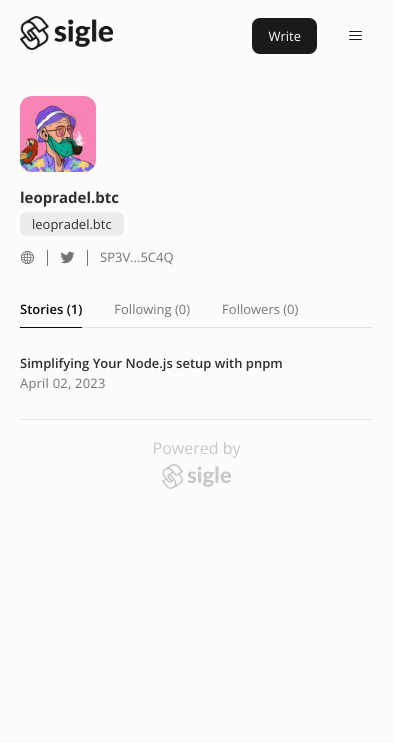 sigle
Write
leopradel.btc
leopradel.btc
SP3V...5C4Q
Stories (1)
Following (0)
Followers (0)
Simplifying Your Node.js setup with pnpm
April 02, 2023
Powered by
sigle